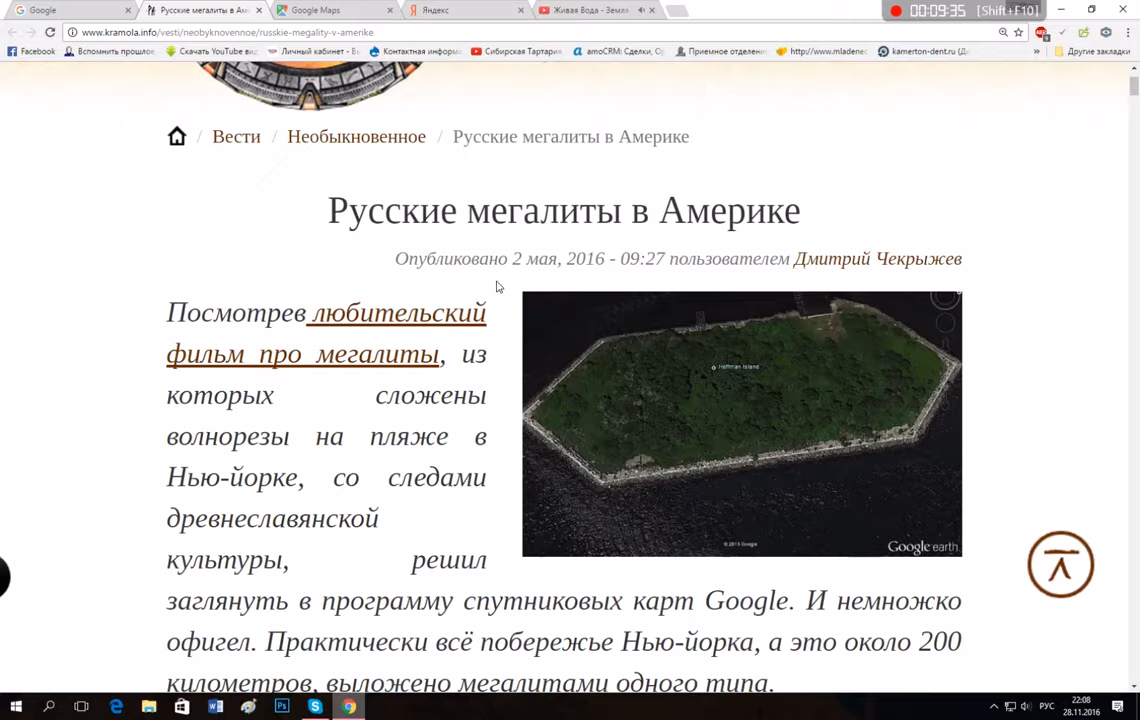 Google
Русские мегалиты в Ам
Google Maps
Яндекс
Живая Вода - Земля
00:09:35 [Shift+F10]
www.kramola.info/vesti/neobyknovennoe/russkie-megality-v-amerike
Facebook
Вспомнить прошлое
Скачать YouTube ви
Личный кабинет - Ви
Контактная информ
Сибирская Тартария
amoCRM: Сделки, О
Приемное отделени
http://www.mladenec
kamerton-dent.ru (Д
Другие закладки
/ Вести / Необыкновенное / Русские мегалиты в Америке
Русские мегалиты в Америке
Опубликовано 2 мая, 2016 - 09:27 пользователем Дмитрий Чекрыжев
Посмотрев любительский
фильм про мегалиты, из
которых сложены
волнорезы на пляже в
Нью-йорке, со следами
древнеславянской
культуры, решил
Hoffman Island
© 2015 Google
Google earth
заглянуть в программу спутниковых карт Google. И немножко
офигел. Практически всё побережье Нью-йорка, а это около 200
километров, выложено мегалитами одного типа.
РУС
22:08
28.11.2016